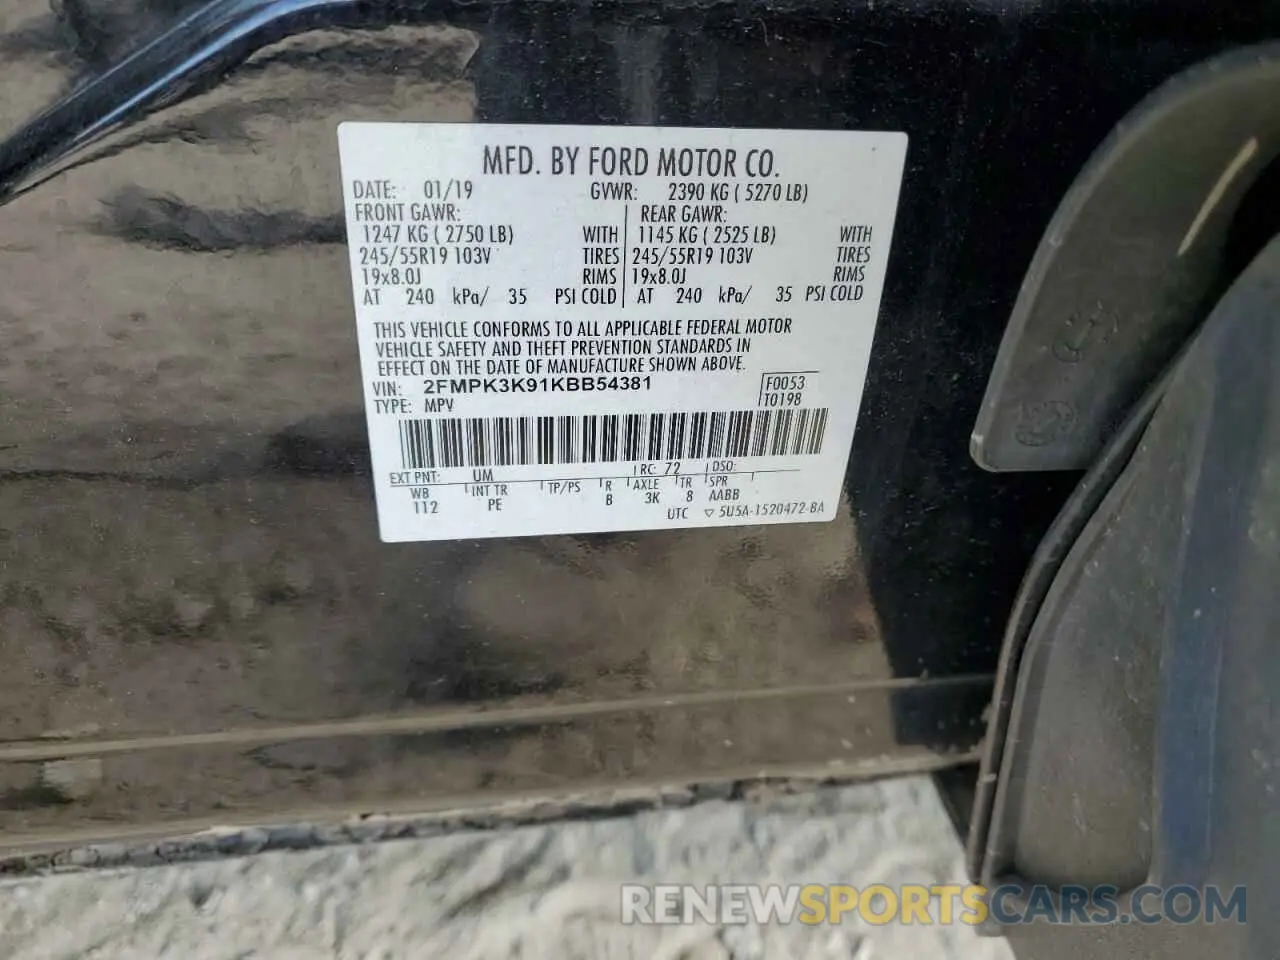 MFD. BY FORD MOTOR CO.
DATE: 01/19 GVWR: 2390 KG ( 5270 LB)
FRONT GAWR: REAR GAWR:
1247 KG ( 2750 LB) WITH 1145 KG ( 2525 LB) WITH
245/55R19 103V TIRES 245/55R19 103V TIRES
19x8.0J RIMS 19x8.0J RIMS
AT 240 kPa/ 35 PSI COLD AT 240 kPa/ 35 PSI COLD
THIS VEHICLE CONFORMS TO ALL APPLICABLE FEDERAL MOTOR
VEHICLE SAFETY AND THEFT PREVENTION STANDARDS IN
EFFECT ON THE DATE OF MANUFACTURE SHOWN ABOVE.
VIN: 2FMPK3K91KBB54381 F0053
TYPE: MPV T0198
EXT PNT: UM RC: 72 DSO:
WB INT TR TP/PS R AXLE TR SPR
112 PE B 3K 8 AABB
UTC ▽ 5U5A-1520472-BA
RENEWSPORTSCARS.COM